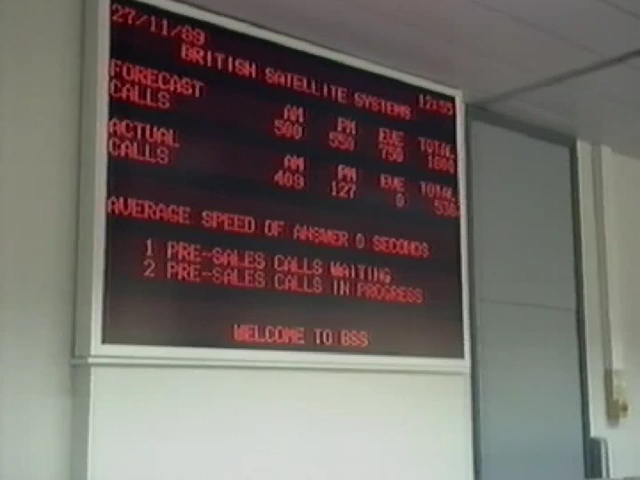 27/11/89
BRITISH SATELLITE SYSTEMS 12:55
FORECAST CALLS AM 500 PM 550 EVE 750 TOTAL 1800
ACTUAL CALLS AM 409 PM 127 EVE 0 TOTAL 536
AVERAGE SPEED OF ANSWER 0 SECONDS
1 PRE-SALES CALLS WAITING
2 PRE-SALES CALLS IN PROGRESS
WELCOME TO BSS